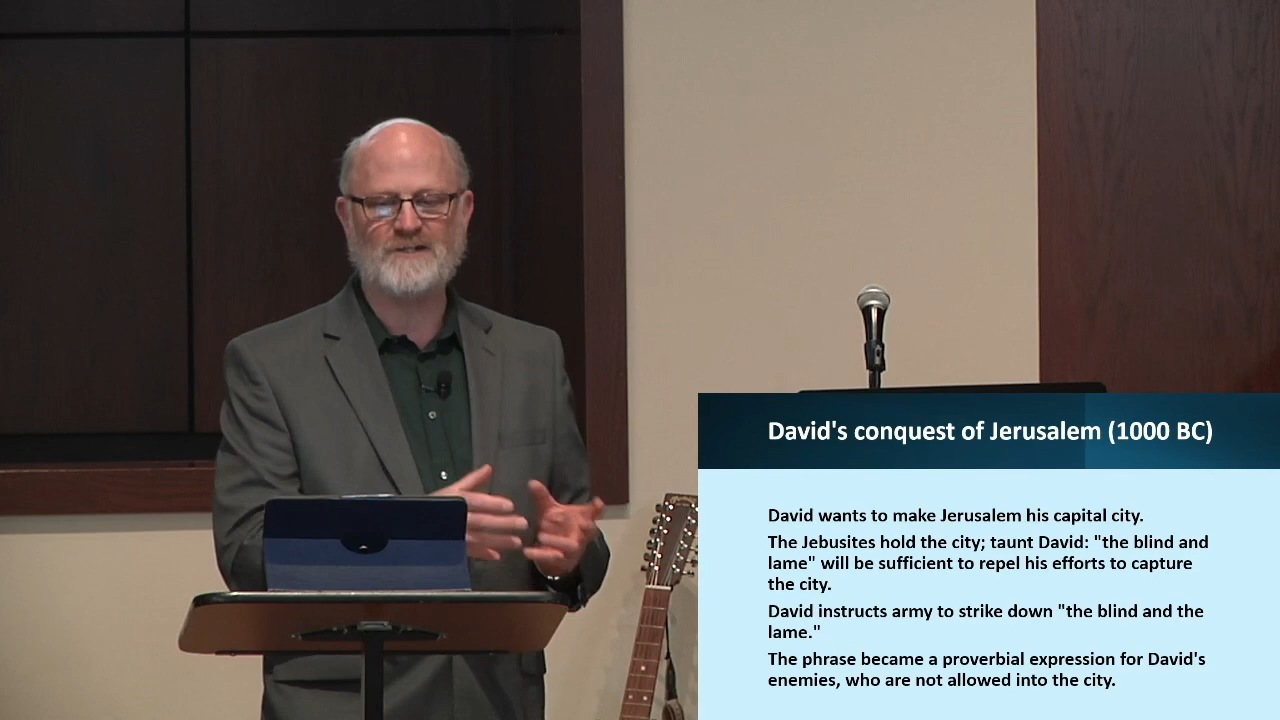 David's conquest of Jerusalem (1000 BC)
David wants to make Jerusalem his capital city.
The Jebusites hold the city; taunt David: "the blind and
lame" will be sufficient to repel his efforts to capture
the city.
David instructs army to strike down "the blind and the
lame."
The phrase became a proverbial expression for David's
enemies, who are not allowed into the city.